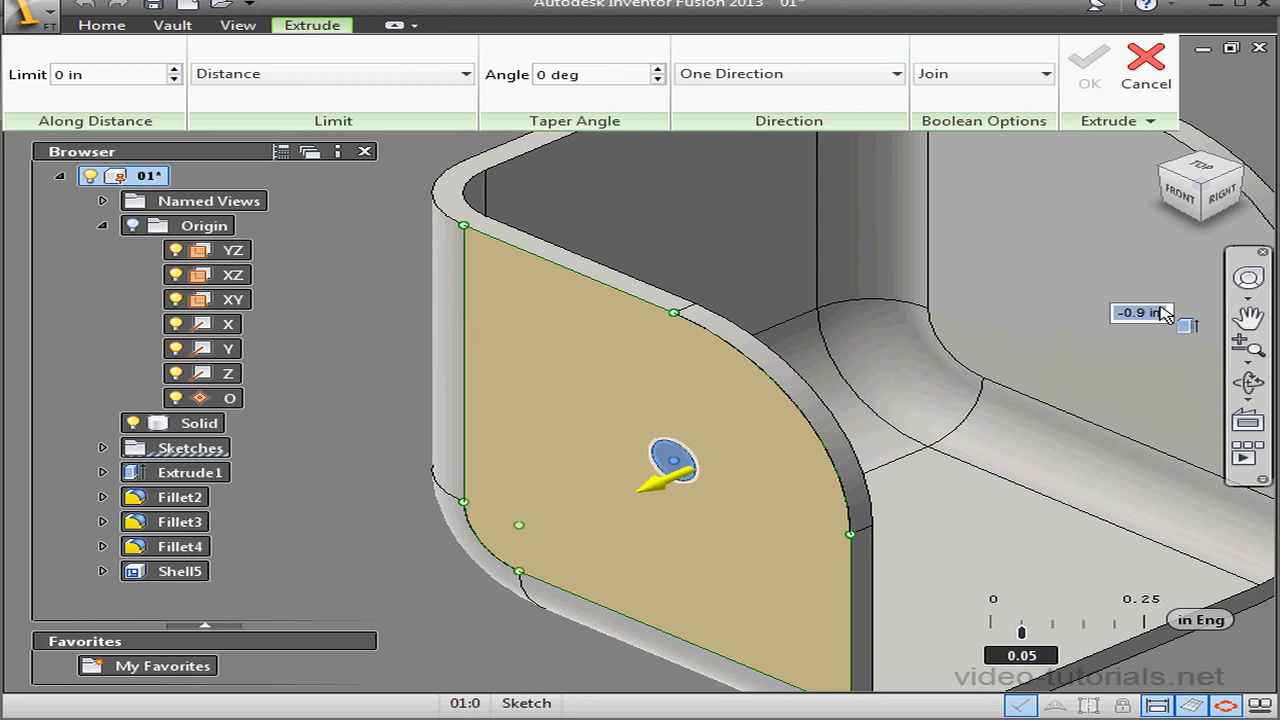 Autodesk Inventor Fusion 2013 01*
FT
Home Vault View Extrude
Limit 0 in Distance Angle 0 deg One Direction Join OK Cancel
Along Distance Limit Taper Angle Direction Boolean Options Extrude
Browser
01*
Named Views
Origin
YZ
XZ
XY
X
Y
Z
O
Solid
Sketches
Extrude1
Fillet2
Fillet3
Fillet4
Shell5
Favorites
My Favorites
TOP
FRONT RIGHT
-0.9 in
0 0.25
in Eng
0.05
video-tutorials.net
01:0 Sketch